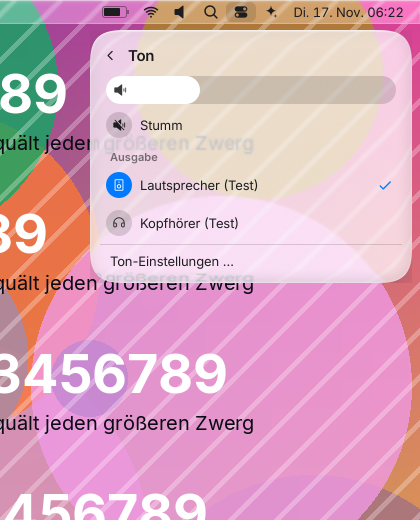 Di. 17. Nov. 06:22
Ton
Stumm
Ausgabe
Lautsprecher (Test)
Kopfhörer (Test)
Ton-Einstellungen ...
89
quält jeden größeren Zwerg
89
quält jeden größeren Zwerg
3456789
quält jeden größeren Zwerg
456789